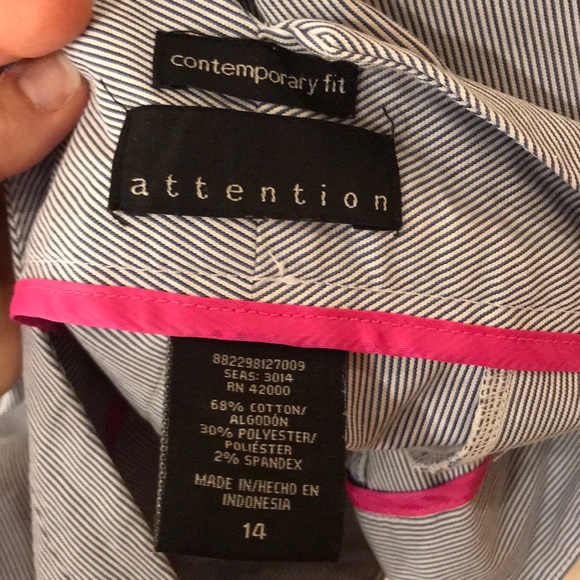 contemporary fit
attention
882298127009
SEAS: 3014
RN 42000
68% COTTON/
ALGODÓN
30% POLYESTER/
POLIÉSTER
2% SPANDEX
MADE IN/HECHO EN
INDONESIA
14